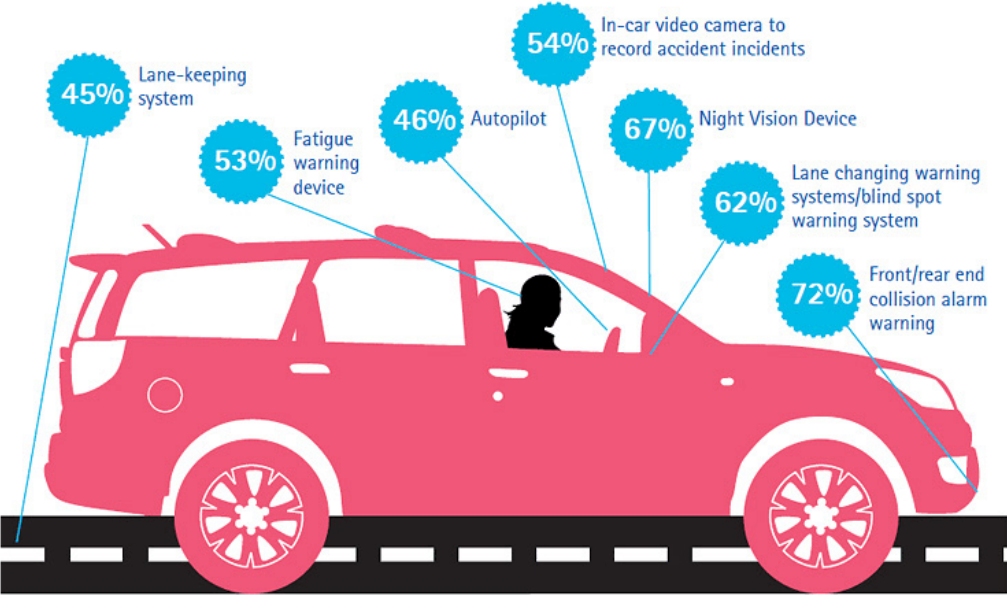 54%
In-car video camera to
record accident incidents
45%
Lane-keeping
system
46%
Autopilot
67%
Night Vision Device
53%
Fatigue
warning
device
62%
Lane changing warning
systems/blind spot
warning system
72%
Front/rear end
collision alarm
warning